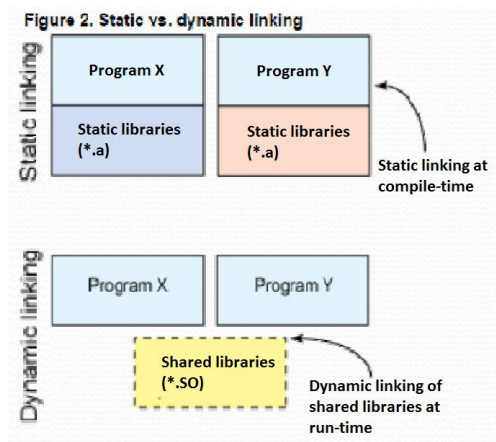 Figure 2. Static vs. dynamic linking
Static linking
Program X
Program Y
Static libraries
(*.a)
Static libraries
(*.a)
Static linking at
compile-time
Dynamic linking
Program X
Program Y
Shared libraries
(*.SO)
Dynamic linking of
shared libraries at
run-time